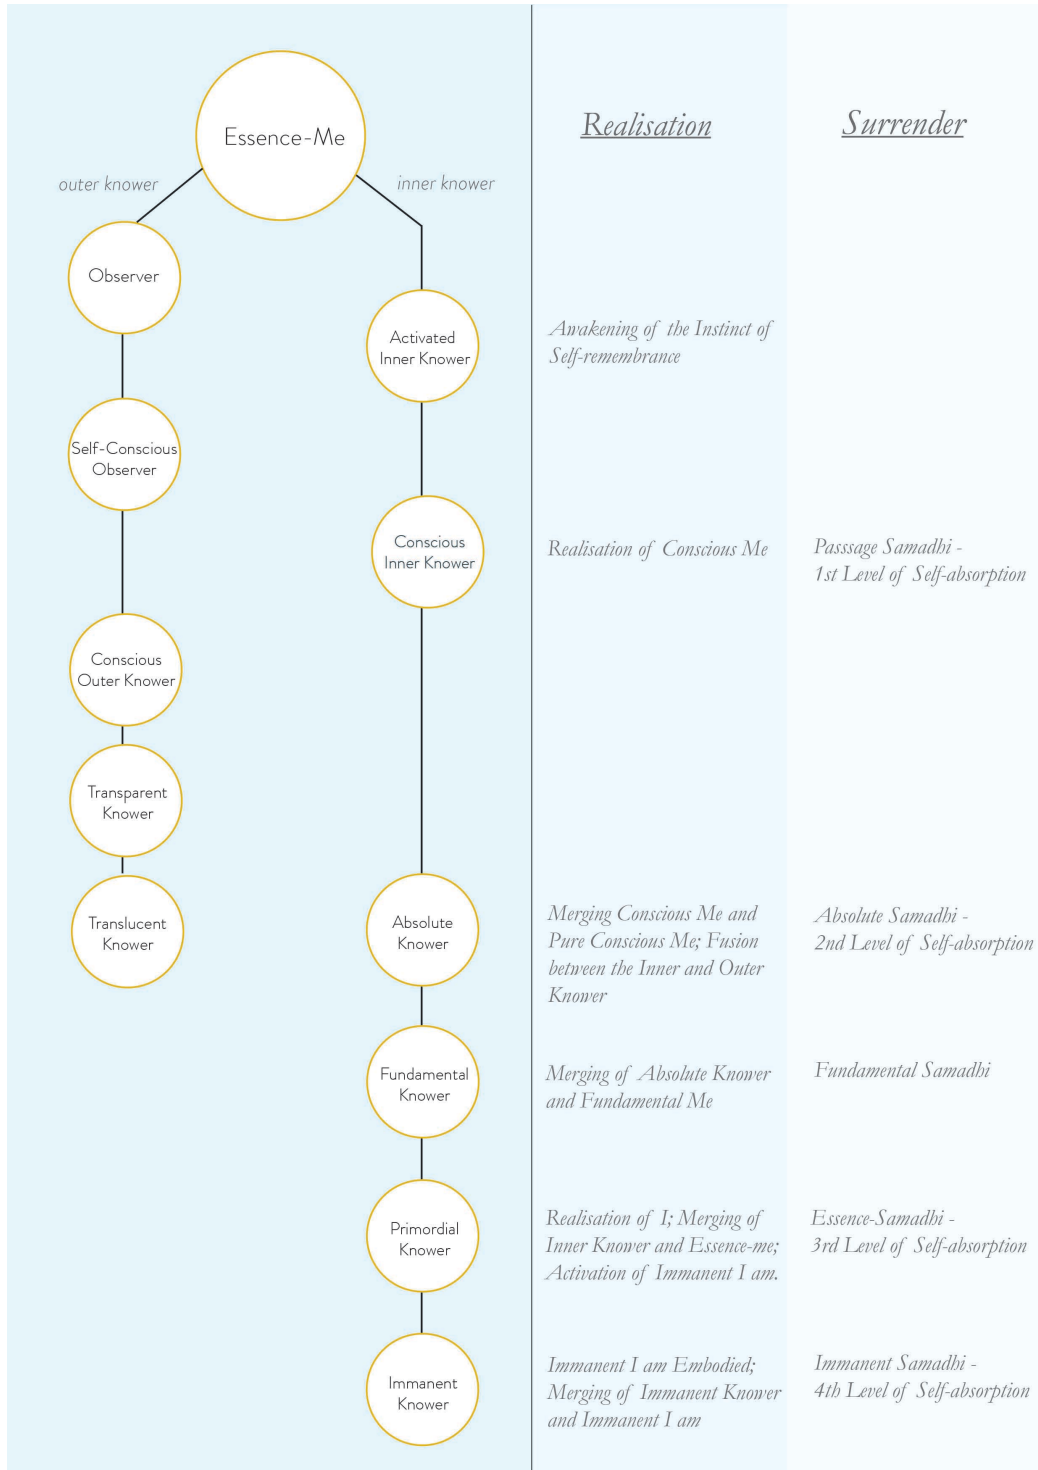 Essence-Me
Realisation
Surrender
outer knower
inner knower
Observer
Activated
Inner Knower
Awakening of the Instinct of
Self-remembrance
Self-Conscious
Observer
Conscious
Inner Knower
Realisation of Conscious Me
Passsage Samadhi -
1st Level of Self-absorption
Conscious
Outer Knower
Transparent
Knower
Translucent
Knower
Absolute
Knower
Merging Conscious Me and
Pure Conscious Me; Fusion
between the Inner and Outer
Knower
Absolute Samadhi -
2nd Level of Self-absorption
Fundamental
Knower
Merging of Absolute Knower
and Fundamental Me
Fundamental Samadhi
Primordial
Knower
Realisation of I; Merging of
Inner Knower and Essence-me;
Activation of Immanent I am.
Essence-Samadhi -
3rd Level of Self-absorption
Immanent
Knower
Immanent I am Embodied;
Merging of Immanent Knower
and Immanent I am
Immanent Samadhi -
4th Level of Self-absorption